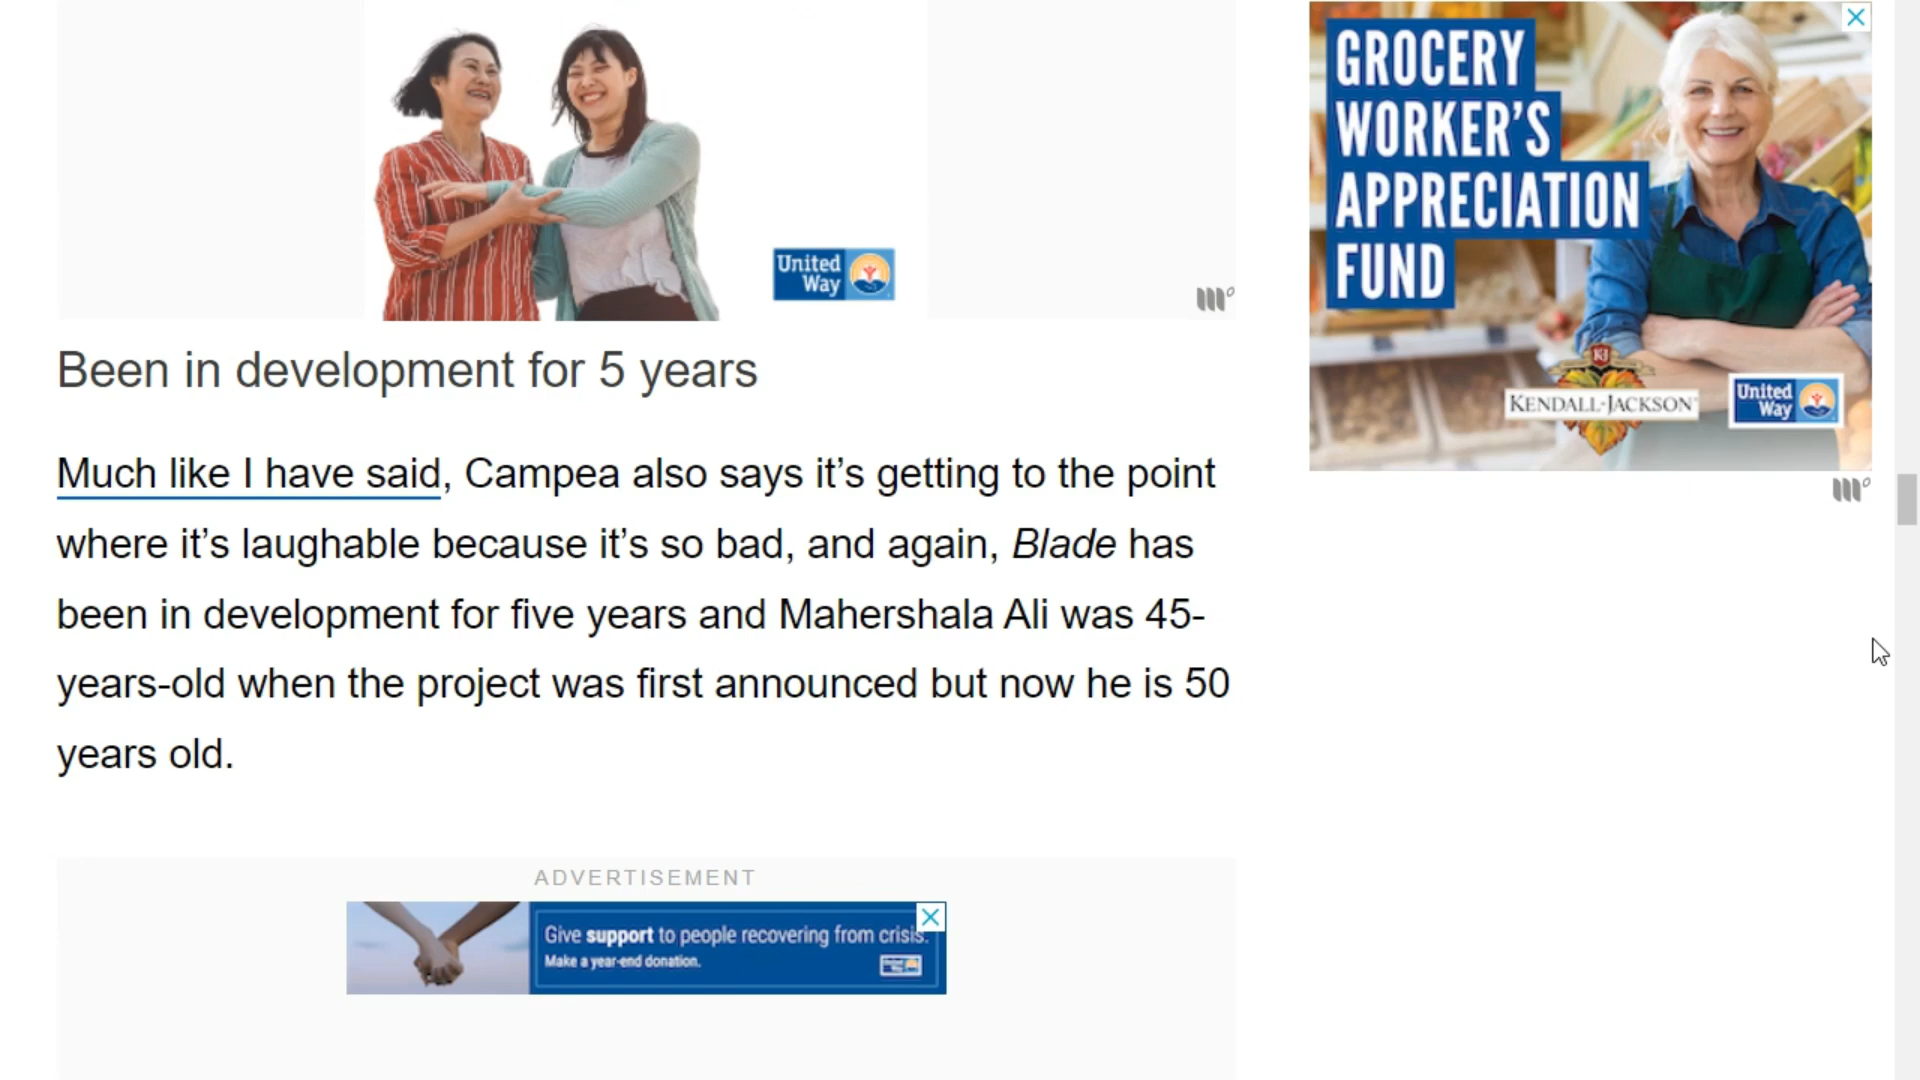 United
Way
GROCERY
WORKER'S
APPRECIATION
FUND
KJ
KENDALL-JACKSON
United
Way
Been in development for 5 years
Much like I have said, Campea also says it’s getting to the point
where it’s laughable because it’s so bad, and again, Blade has
been in development for five years and Mahershala Ali was 45-
years-old when the project was first announced but now he is 50
years old.
ADVERTISEMENT
Give support to people recovering from crisis.
Make a year-end donation.
United
Way